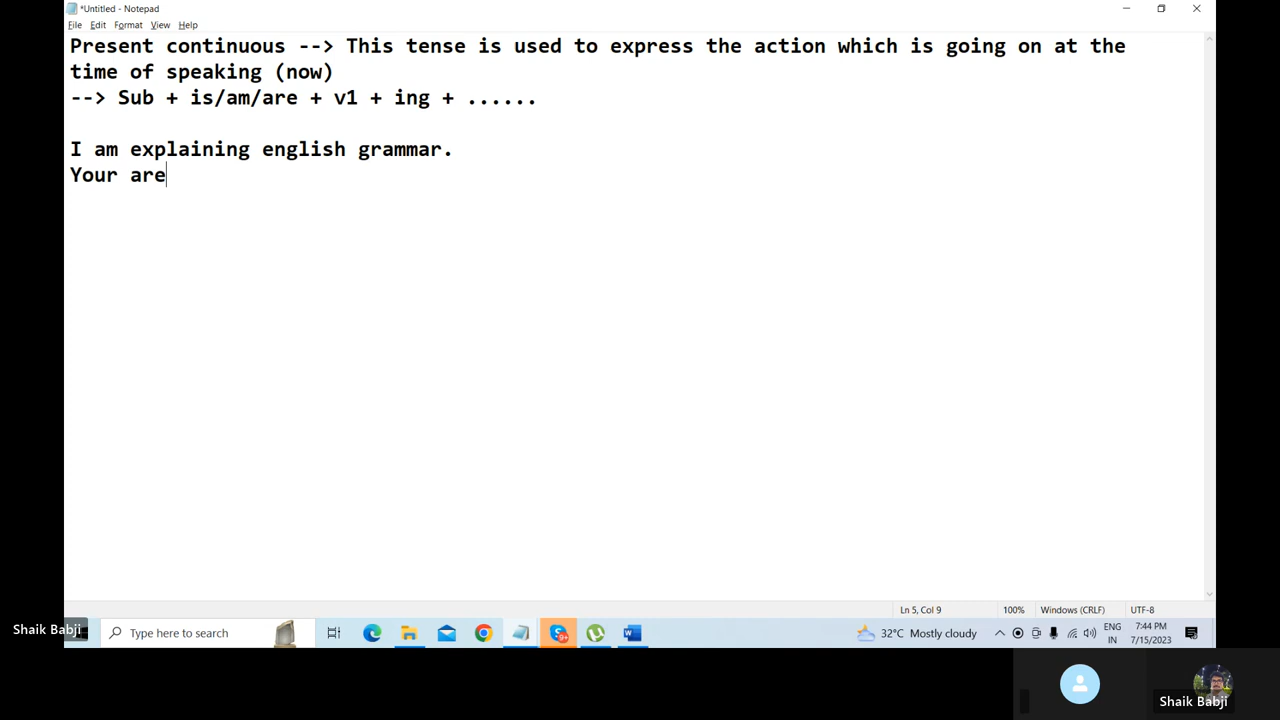 *Untitled - Notepad
File Edit Format View Help
Present continuous --> This tense is used to express the action which is going on at the
time of speaking (now)
--> Sub + is/am/are + v1 + ing + ......
I am explaining english grammar.
Your are
Ln 5, Col 9 100% Windows (CRLF) UTF-8
Shaik Babji
Type here to search
32°C Mostly cloudy
ENG
IN
7:44 PM
7/15/2023
Shaik Babji